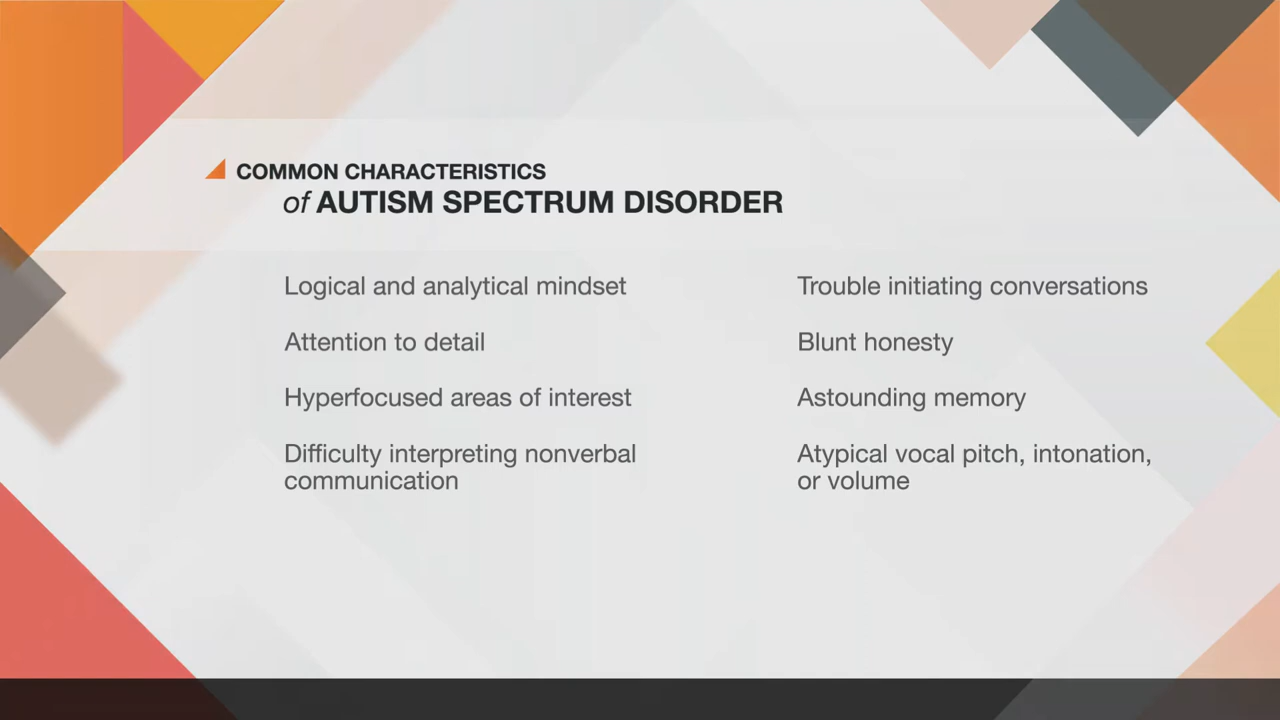 COMMON CHARACTERISTICS
of AUTISM SPECTRUM DISORDER
Logical and analytical mindset
Attention to detail
Hyperfocused areas of interest
Difficulty interpreting nonverbal
communication
Trouble initiating conversations
Blunt honesty
Astounding memory
Atypical vocal pitch, intonation,
or volume